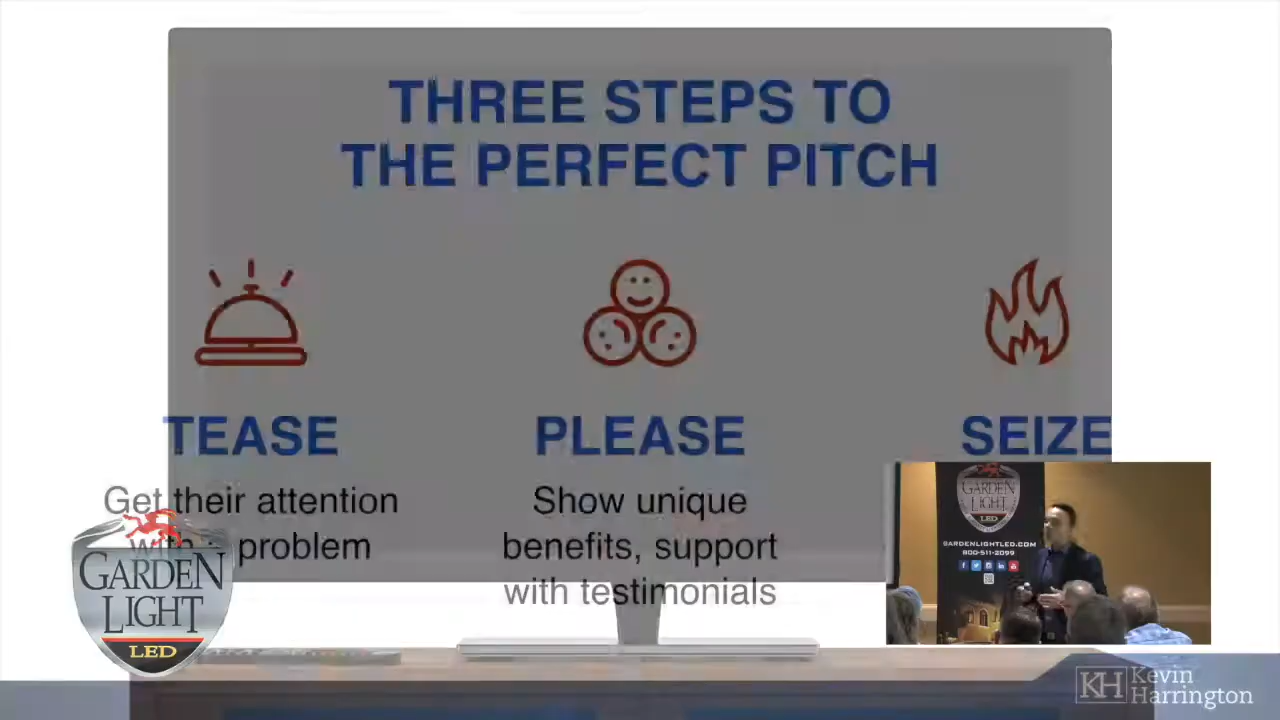 THREE STEPS TO
THE PERFECT PITCH
TEASE
PLEASE
SEIZE
Get their attention
with a problem
Show unique
benefits, support
with testimonials
GARDEN
LIGHT
LED
GARDEN
LIGHT
LED
GARDENLIGHTLED.COM
800-511-2099
KH
Kevin
Harrington